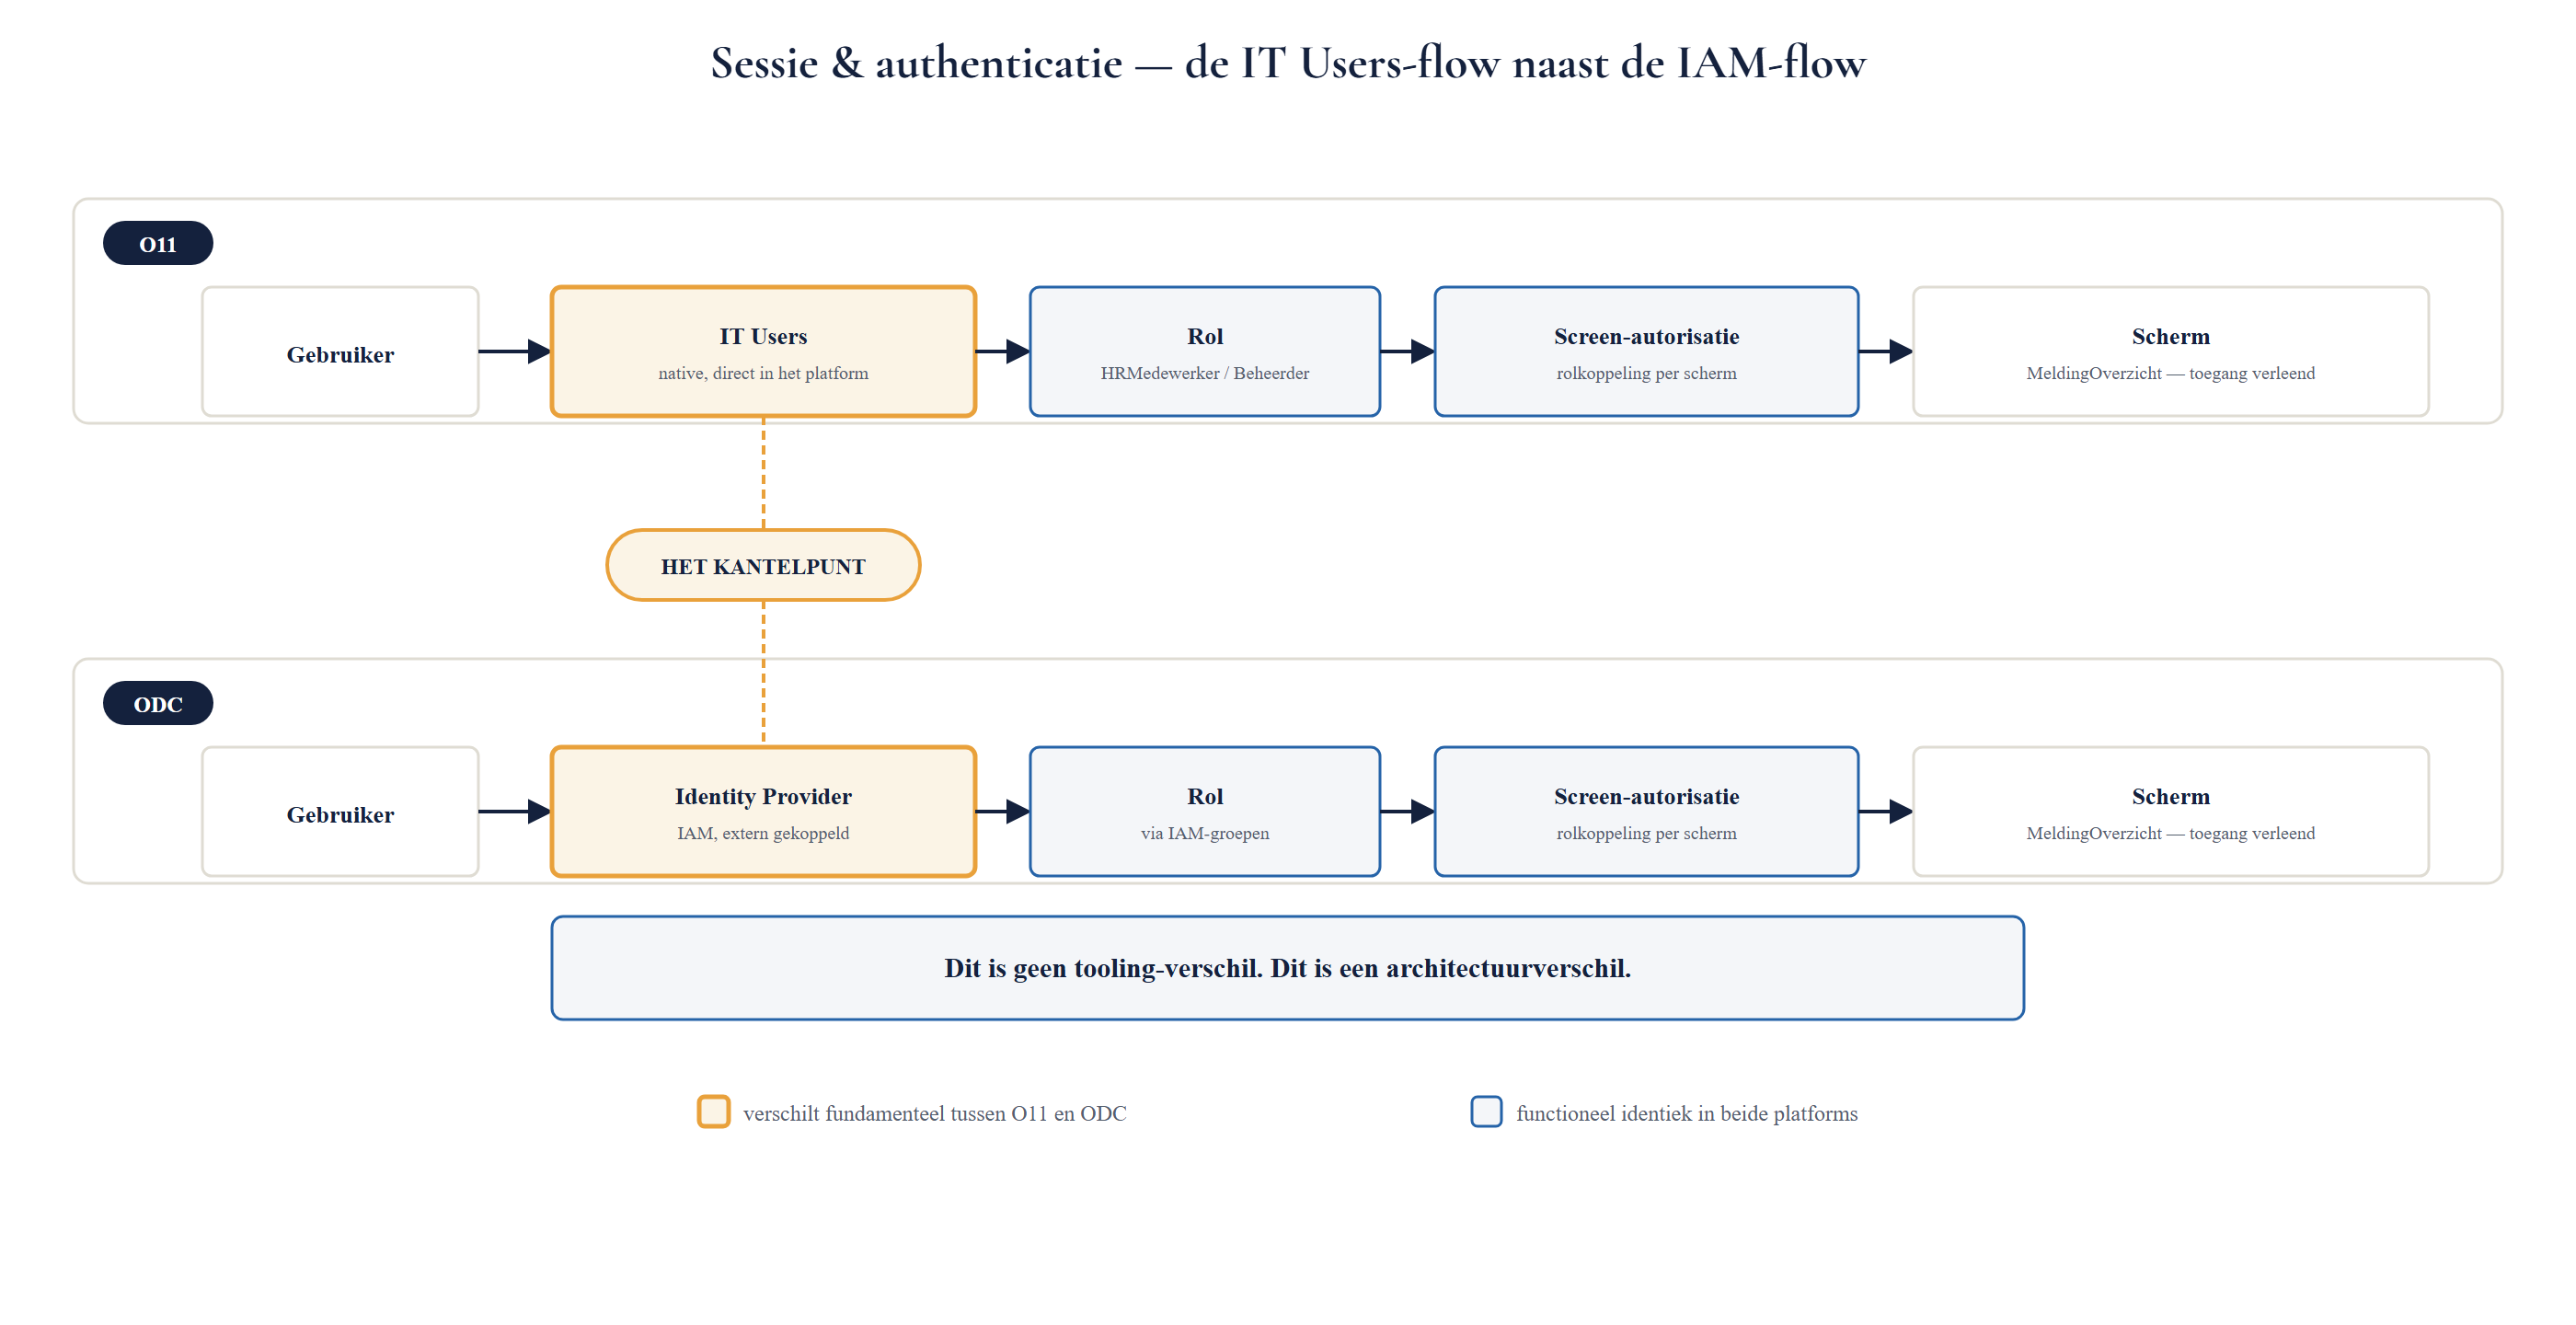 Sessie & authenticatie — de IT Users-flow naast de IAM-flow
O11
Gebruiker
IT Users
native, direct in het platform
Rol
HRMedewerker / Beheerder
Screen-autorisatie
rolkoppeling per scherm
Scherm
MeldingOverzicht — toegang verleend
HET KANTELPUNT
ODC
Gebruiker
Identity Provider
IAM, extern gekoppeld
Rol
via IAM-groepen
Screen-autorisatie
rolkoppeling per scherm
Scherm
MeldingOverzicht — toegang verleend
Dit is geen tooling-verschil. Dit is een architectuurverschil.
verschilt fundamenteel tussen O11 en ODC
functioneel identiek in beide platforms